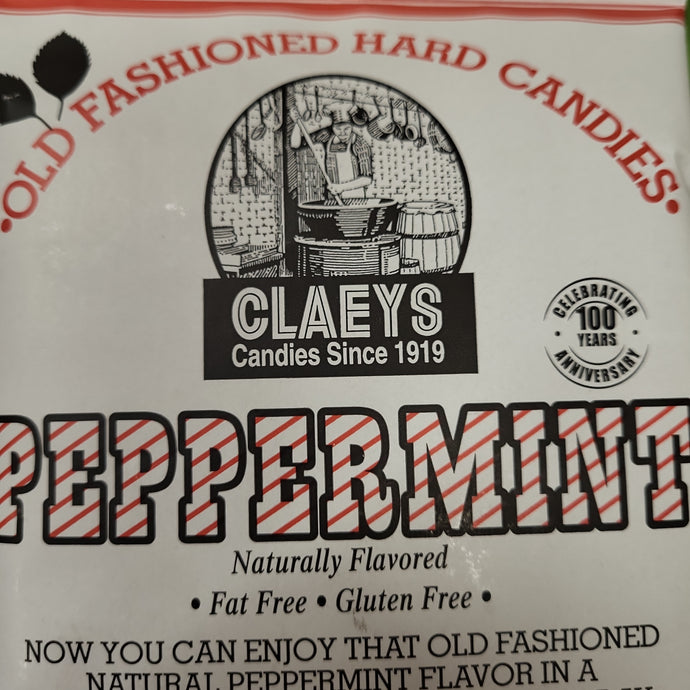 •OLD FASHIONED HARD CANDIES•
CLAEYS
Candies Since 1919
CELEBRATING
100
YEARS
ANNIVERSARY
PEPPERMINT
Naturally Flavored
• Fat Free • Gluten Free •
NOW YOU CAN ENJOY THAT OLD FASHIONED
NATURAL PEPPERMINT FLAVOR IN A